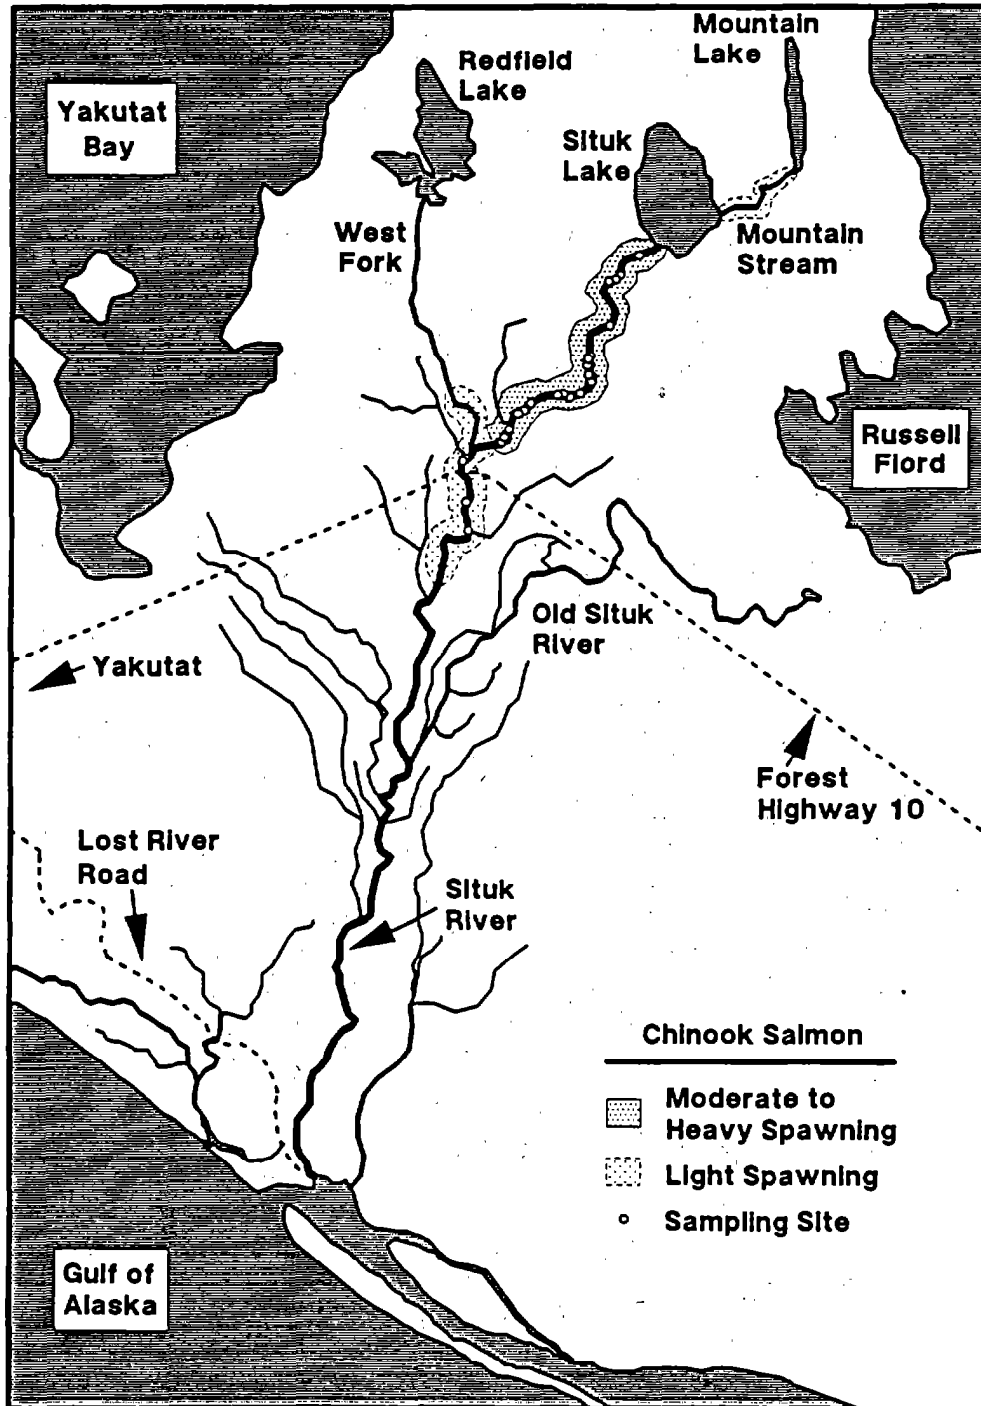 Mountain
Lake
Redfield
Lake
Yakutat
Bay
Situk
Lake
West
Fork
Mountain
Stream
Russell
Fiord
Old Situk
River
Yakutat
Forest
Highway 10
Lost River
Road
Situk
River
Chinook Salmon
Moderate to
Heavy Spawning
Light Spawning
Sampling Site
Gulf of
Alaska